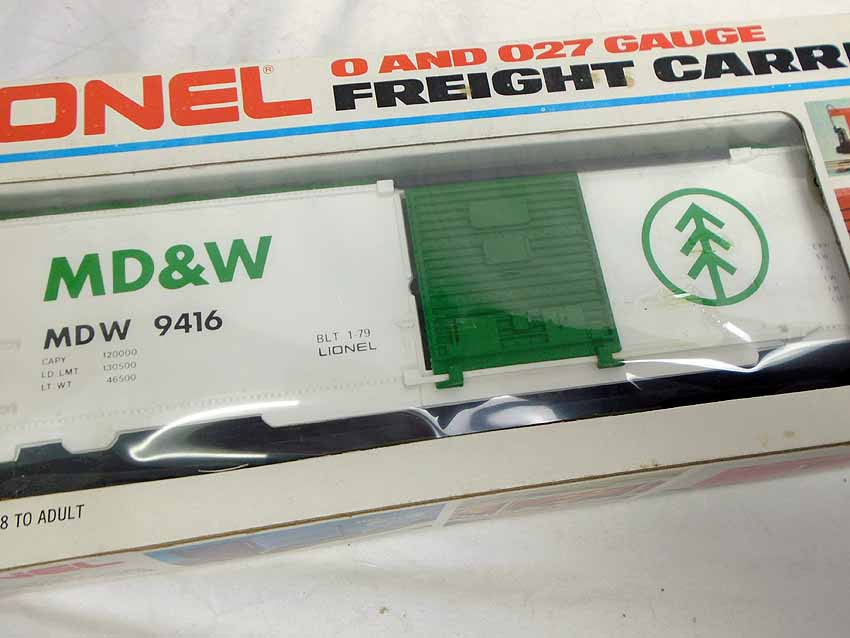 ONEL®
O AND O27 GAUGE
FREIGHT CARR
MD&W
MDW 9416
CAPY 120000
LD LMT 130500
LT WT 46500
BLT 1-79
LIONEL
8 TO ADULT
NEL